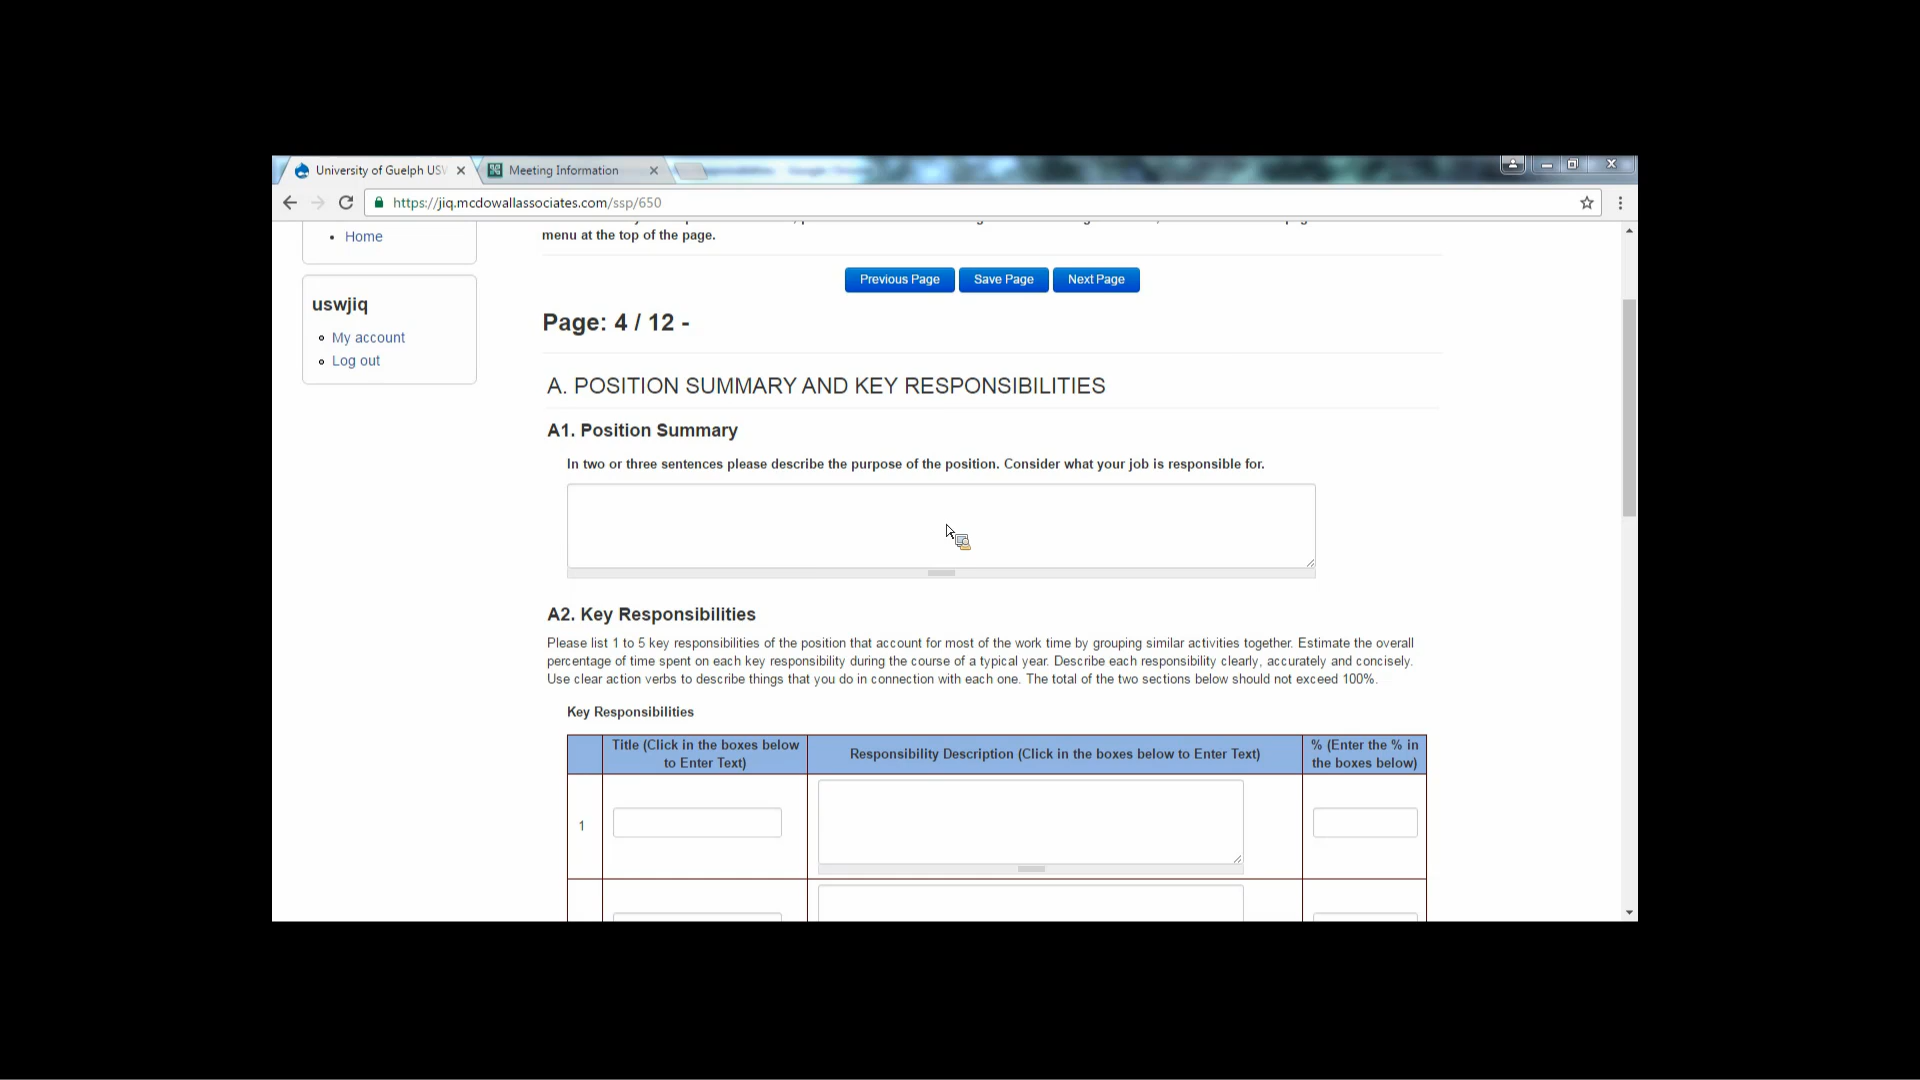 University of Guelph US
Meeting Information
https://jiq.mcdowallassociates.com/ssp/650
Home
menu at the top of the page.
Previous Page Save Page Next Page
uswjiq
My account
Log out
Page: 4 / 12 -
A. POSITION SUMMARY AND KEY RESPONSIBILITIES
A1. Position Summary
In two or three sentences please describe the purpose of the position. Consider what your job is responsible for.
A2. Key Responsibilities
Please list 1 to 5 key responsibilities of the position that account for most of the work time by grouping similar activities together. Estimate the overall
percentage of time spent on each key responsibility during the course of a typical year. Describe each responsibility clearly, accurately and concisely.
Use clear action verbs to describe things that you do in connection with each one. The total of the two sections below should not exceed 100%.
Key Responsibilities
Title (Click in the boxes below
to Enter Text)
Responsibility Description (Click in the boxes below to Enter Text)
% (Enter the % in
the boxes below)
1